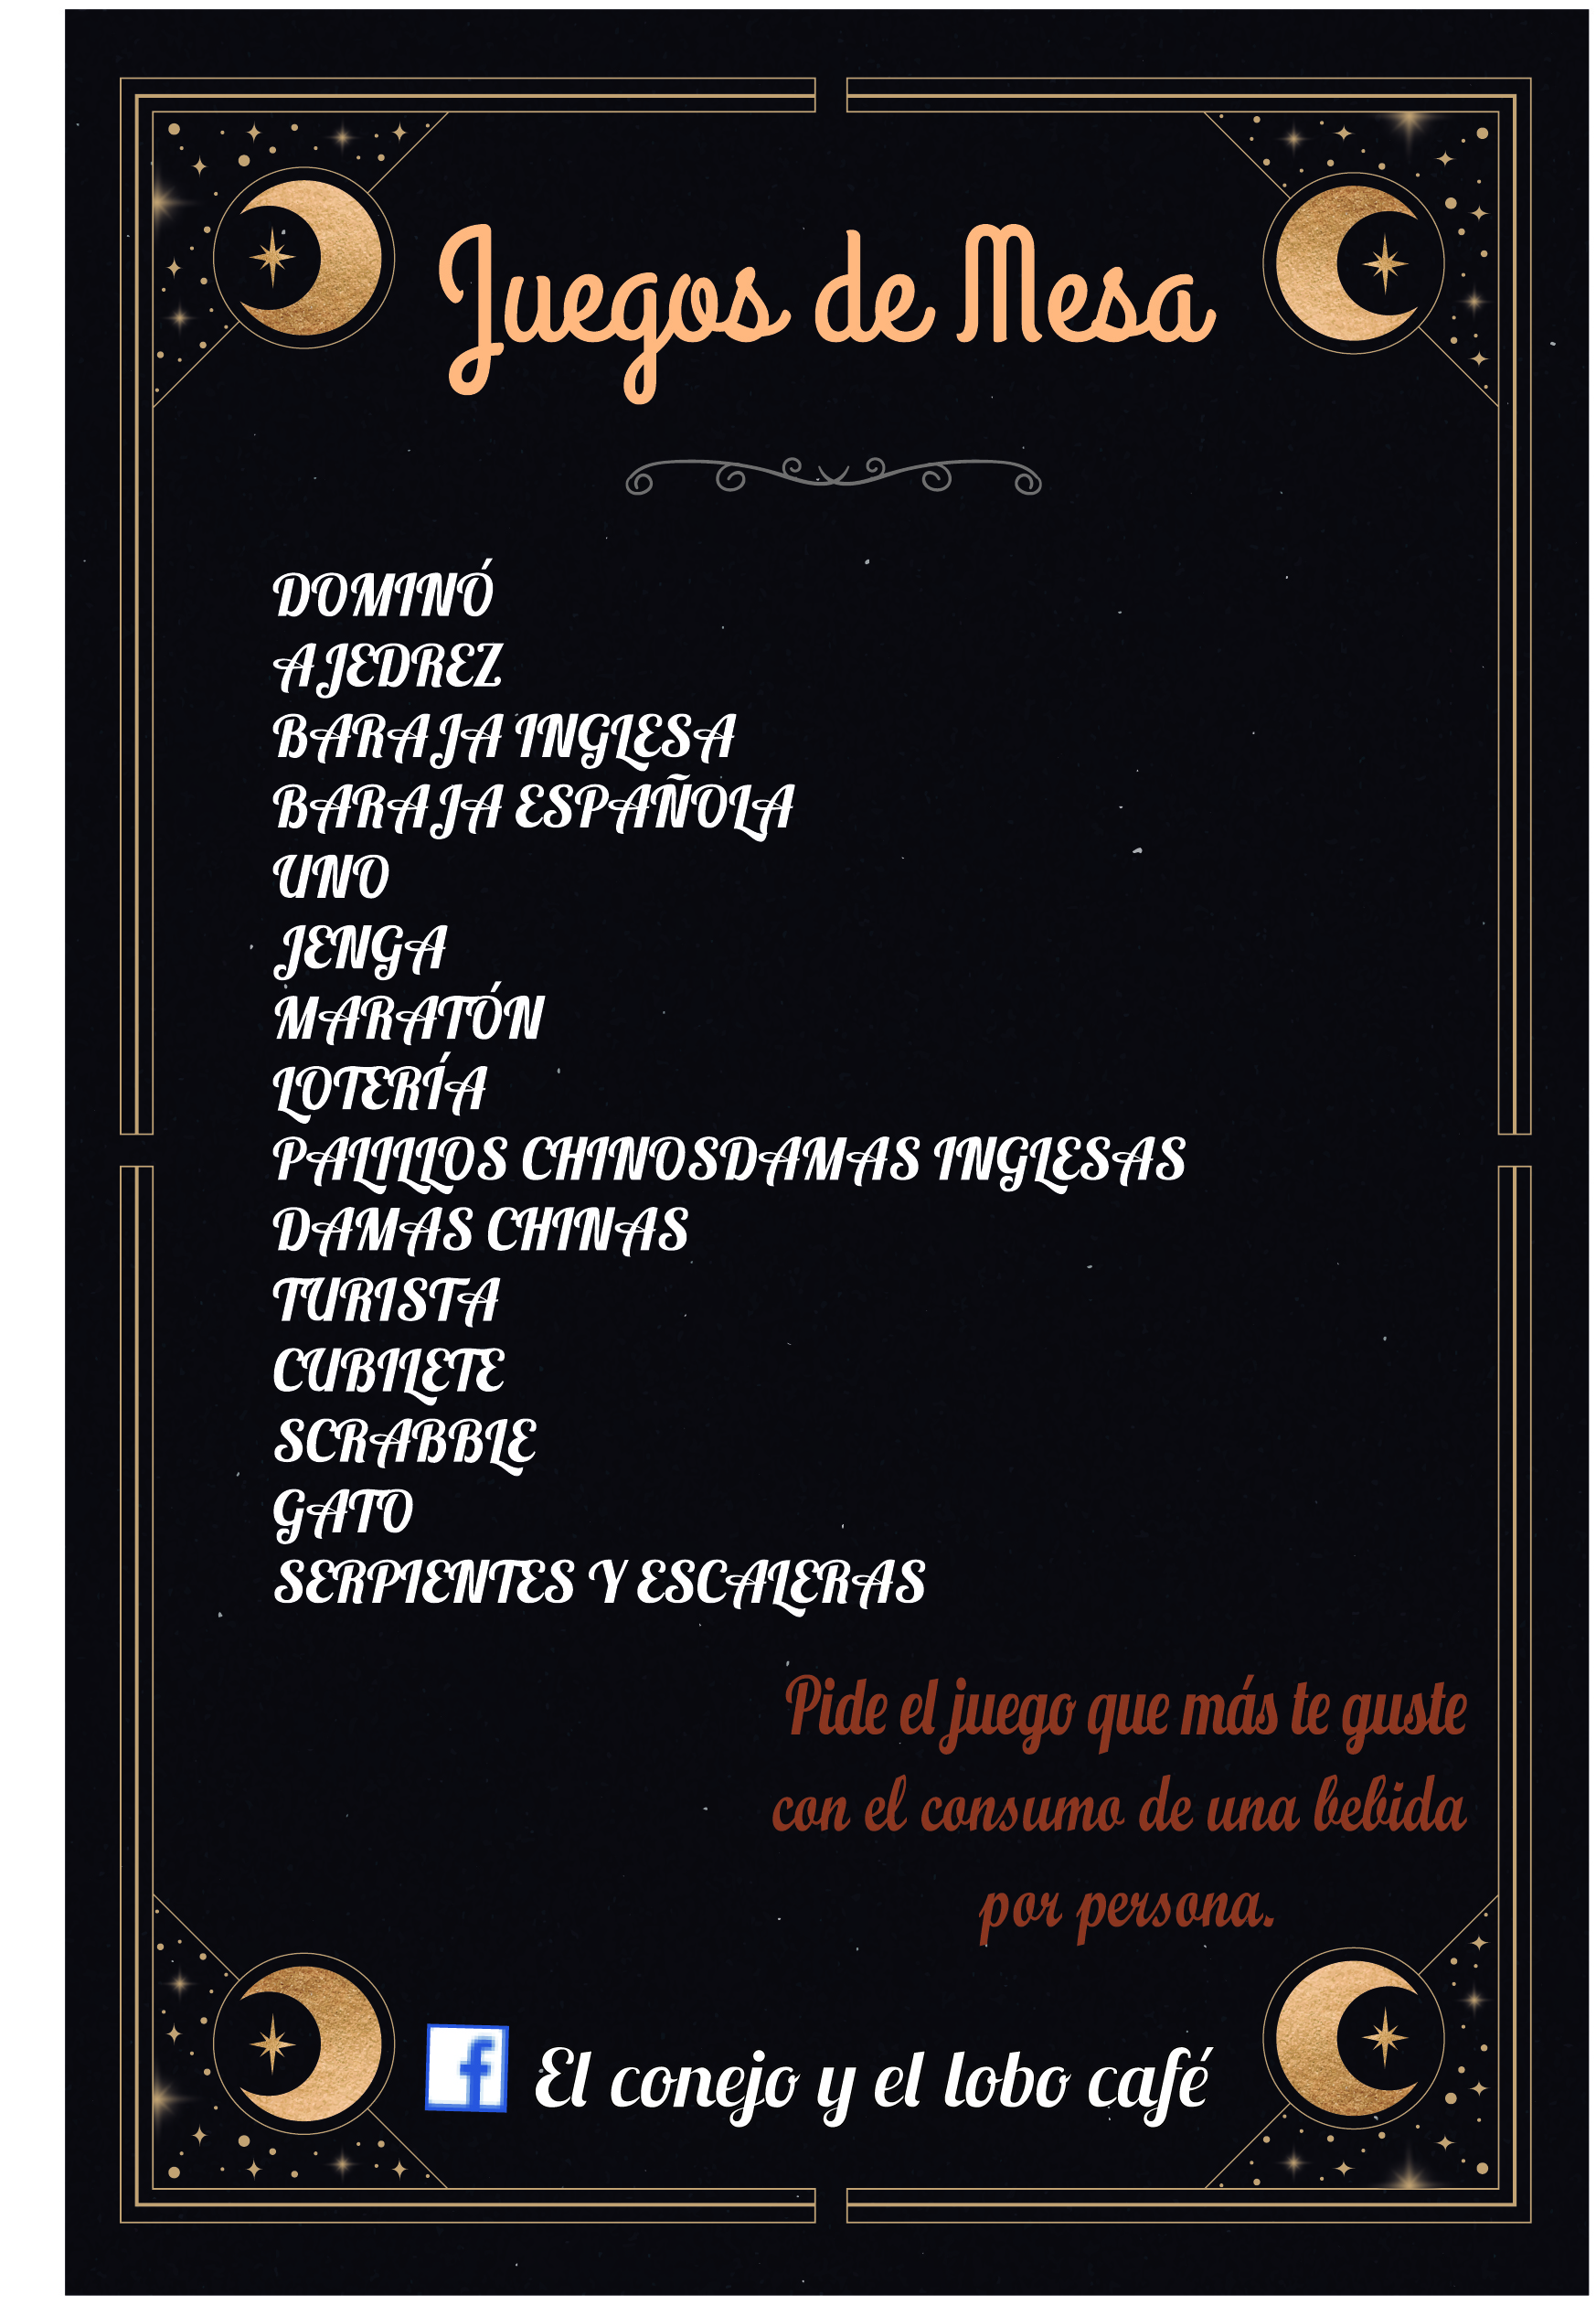 Juegos de Mesa
DOMINÓ
AJEDREZ
BARAJA INGLESA
BARAJA ESPAÑOLA
UNO
JENGA
MARATÓN
LOTERÍA
PALILLOS CHINOSDAMAS INGLESAS
DAMAS CHINAS
TURISTA
CUBILETE
SCRABBLE
GATO
SERPIENTES Y ESCALERAS
Pide el juego que más te guste
con el consumo de una bebida
por persona.
f El conejo y el lobo café